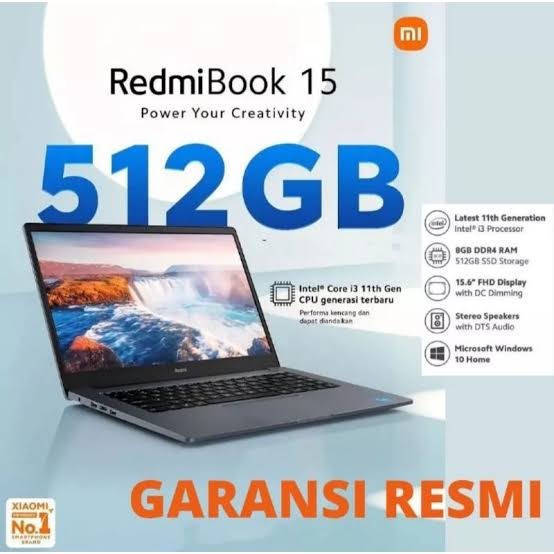 mi
RedmiBook 15
Power Your Creativity
512GB
Latest 11th Generation
Intel® i3 Processor
8GB DDR4 RAM
512GB SSD Storage
15.6" FHD Display
with DC Dimming
Stereo Speakers
with DTS Audio
Microsoft Windows
10 Home
intel
Intel® Core i3 11th Gen
CPU generasi terbaru
Performa kencang dan
dapat diandalkan
Redmi
GARANSI RESMI
XIAOMI
No.1
SMARTPHONE
BRAND